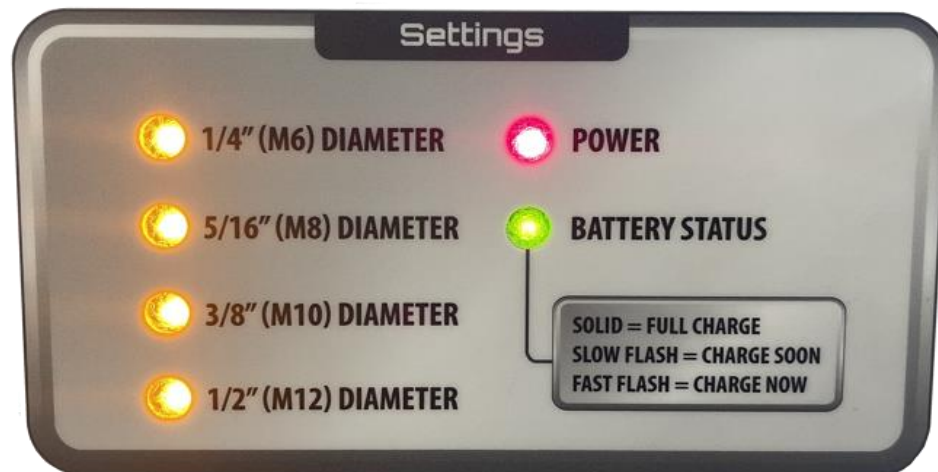 Settings
1/4” (M6) DIAMETER
5/16” (M8) DIAMETER
3/8” (M10) DIAMETER
1/2” (M12) DIAMETER
POWER
BATTERY STATUS
SOLID = FULL CHARGE
SLOW FLASH = CHARGE SOON
FAST FLASH = CHARGE NOW